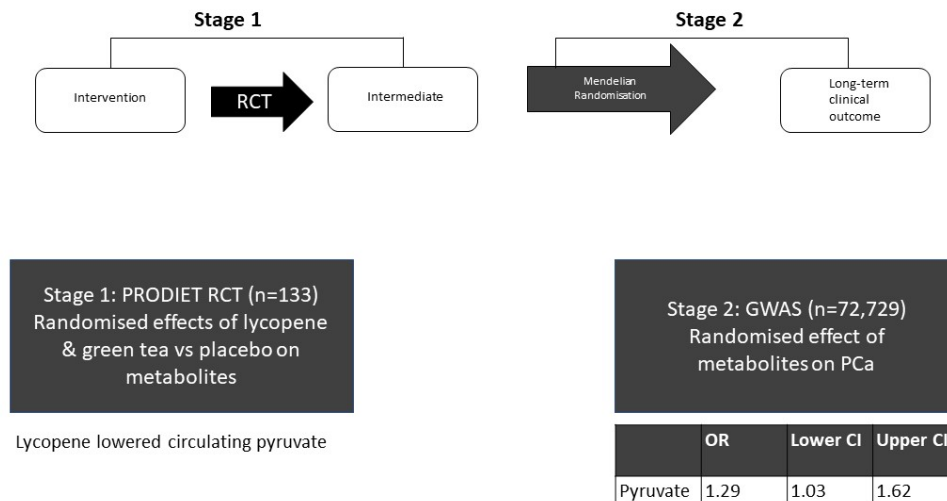 Stage 1
Stage 2
Intervention
RCT
Intermediate
Mendelian
Randomisation
Long-term
clinical
outcome
Stage 1: PRODIET RCT (n=133)
Randomised effects of lycopene
& green tea vs placebo on
metabolites
Stage 2: GWAS (n=72,729)
Randomised effect of
metabolites on PCa
Lycopene lowered circulating pyruvate
OR Lower CI Upper CI
Pyruvate 1.29 1.03 1.62